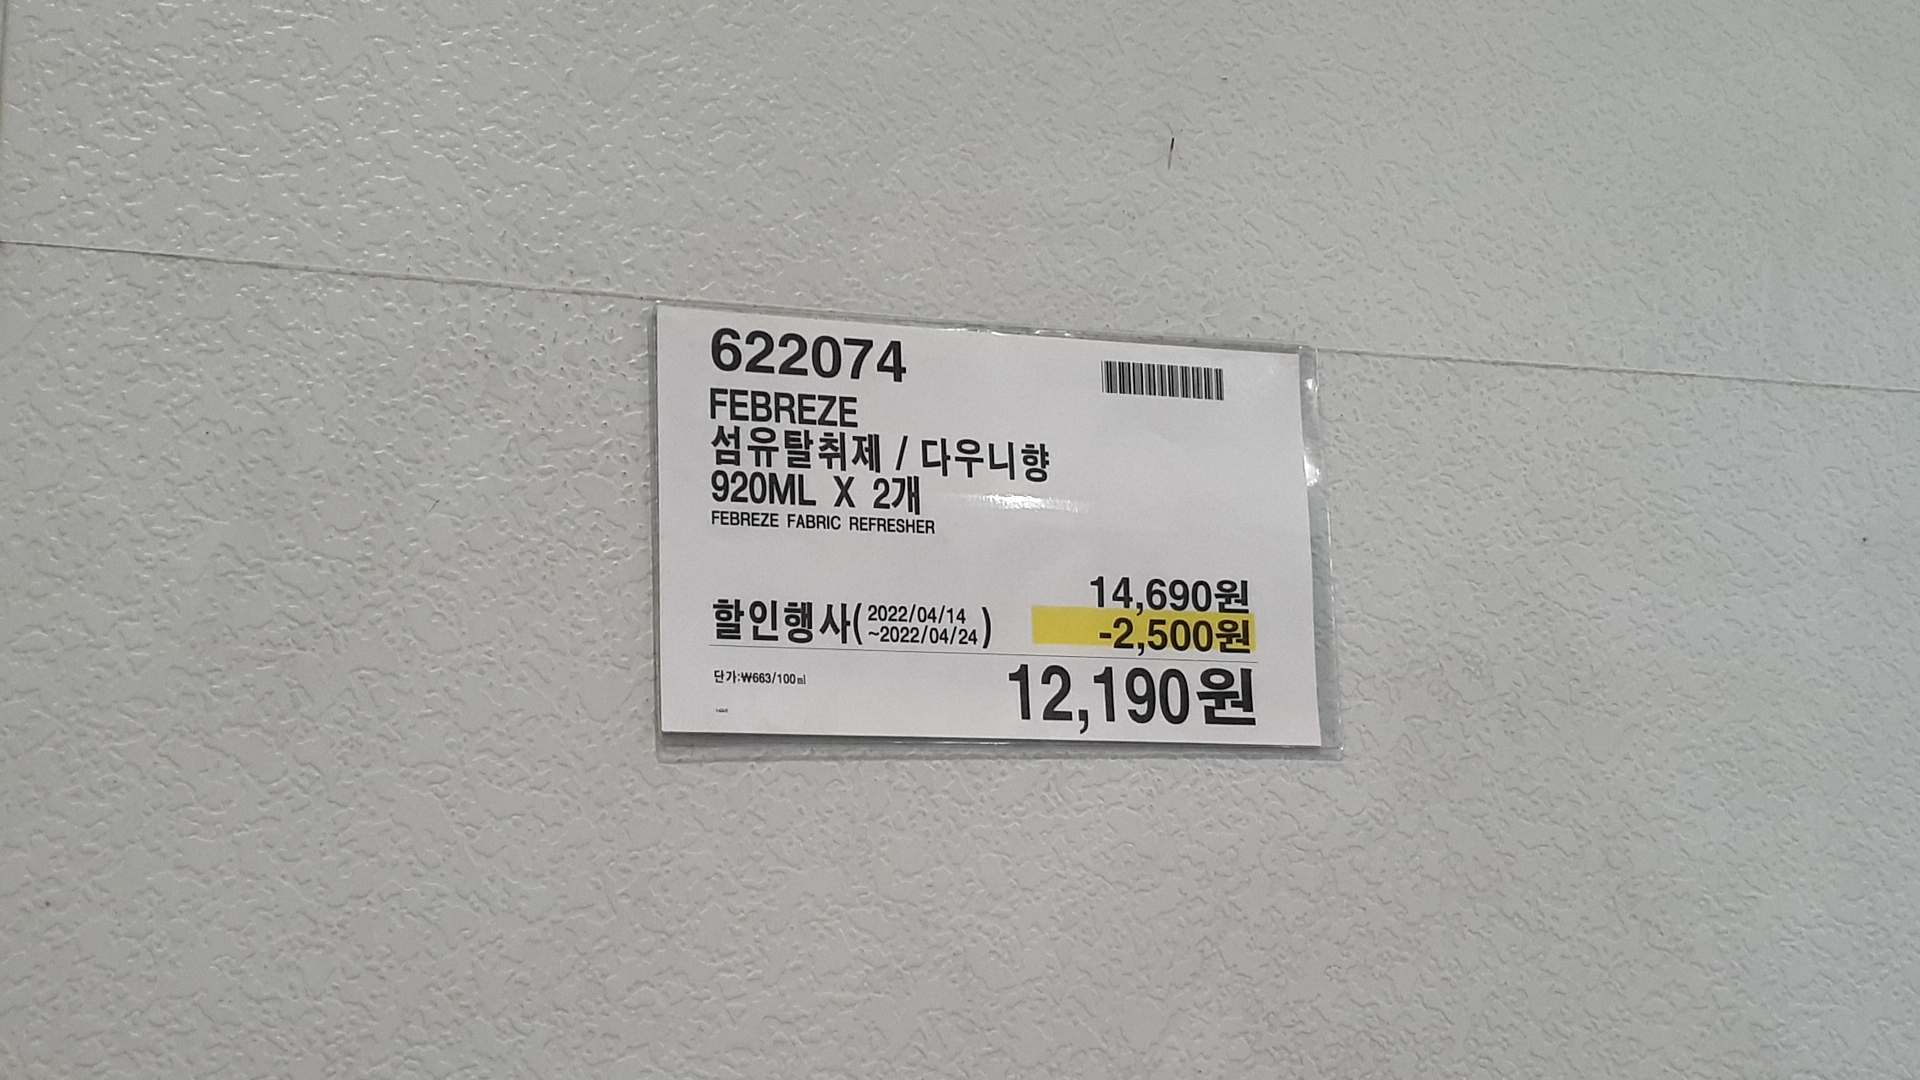 622074
FEBREZE
섬유탈취제 / 다우니향
920ML X 2개
FEBREZE FABRIC REFRESHER
14,690원
할인행사( 2022/04/14 ~2022/04/24 ) -2,500원
단가:₩663/100㎖ 12,190원